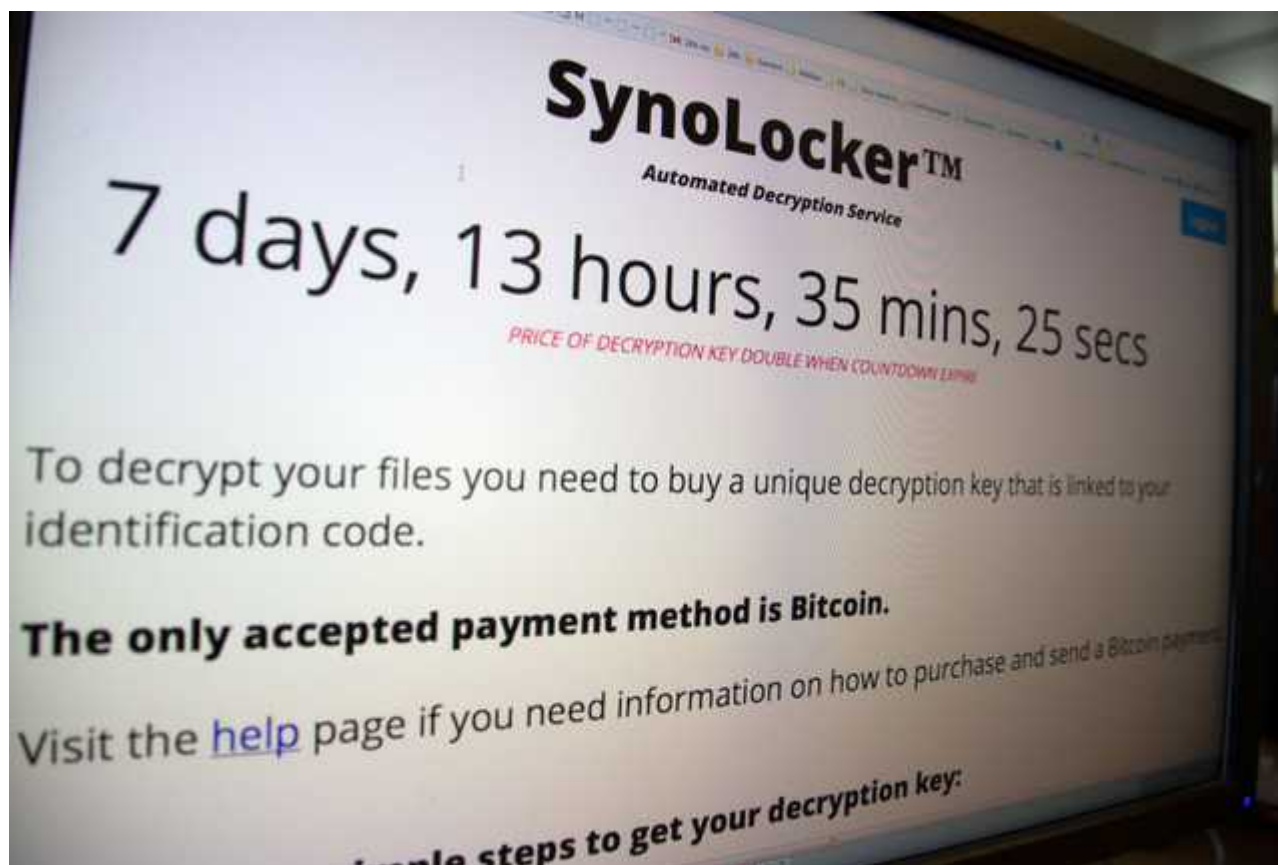 SynoLocker™
Automated Decryption Service
7 days, 13 hours, 35 mins, 25 secs
PRICE OF DECRYPTION KEY DOUBLE WHEN COUNTDOWN EXPIRE
To decrypt your files you need to buy a unique decryption key that is linked to your
identification code.
The only accepted payment method is Bitcoin.
Visit the help page if you need information on how to purchase and send a Bitcoin payment
steps to get your decryption key: